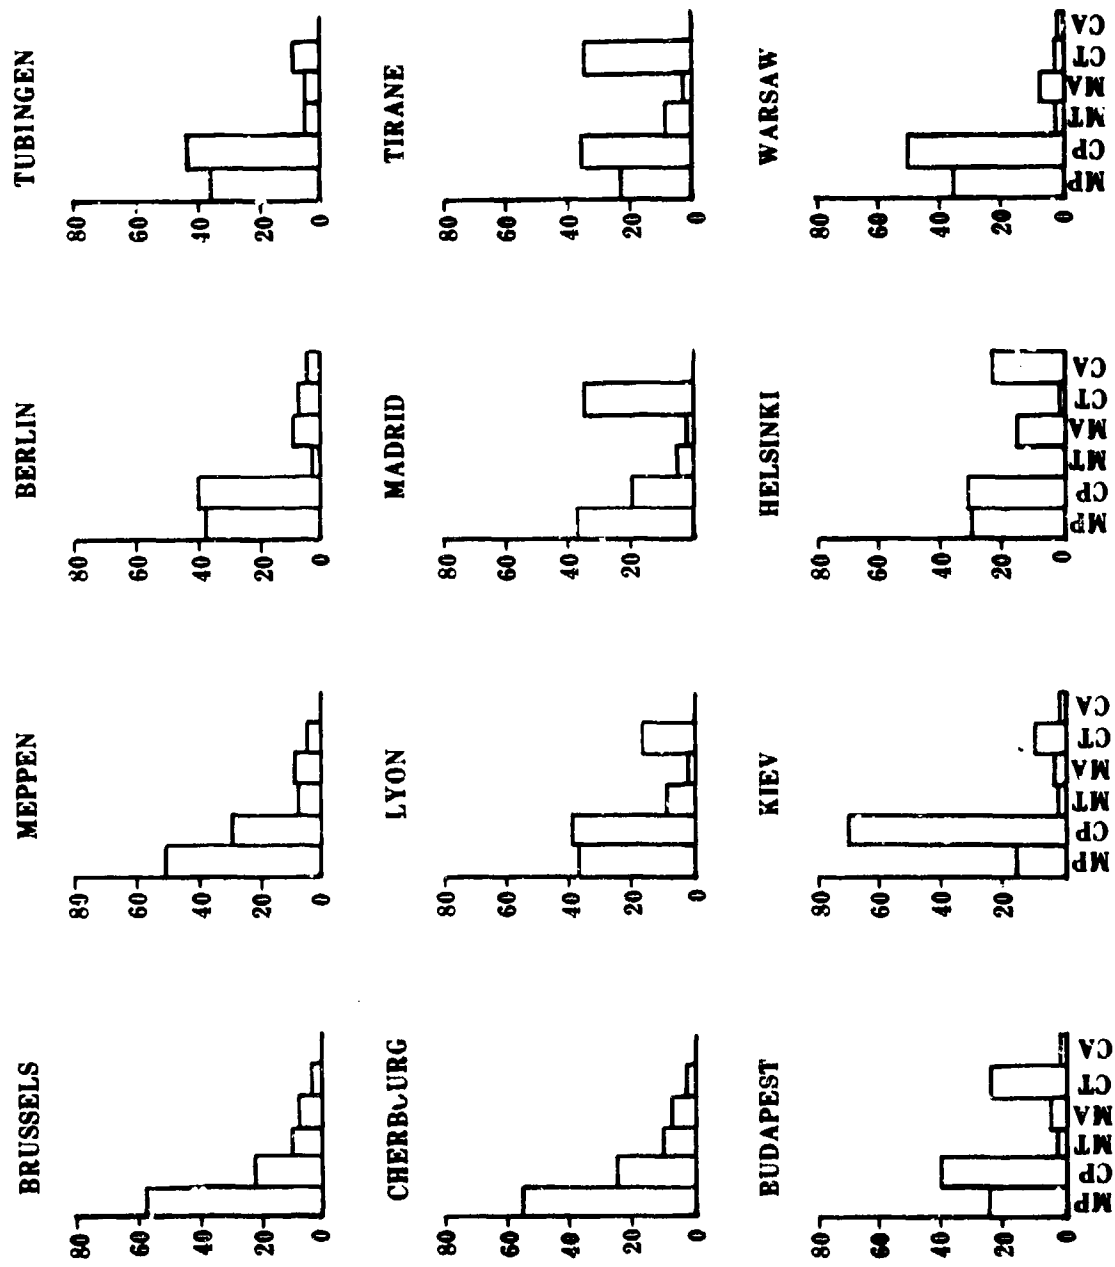 BRUSSELS MEPPEN BERLIN TUBINGEN
80 89 80 80
60 60 60 60
40 40 40 40
20 20 20 20
0 0 0 0
CHERBOURG LYON MADRID TIRANE
80 80 80 80
60 60 60 60
40 40 40 40
20 20 20 20
0 0 0
BUDAPEST KIEV HELSINKI WARSAW
80 80 80 80
60 60 60 60
40 40 40 40
20 20 20 20
0 0 0
MP CP MT MA CT CA MP CP MT MA CT CA MP CP MT MA CT CA MP CP MT MA CT CA